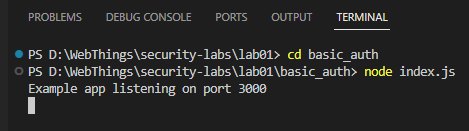 PROBLEMS DEBUG CONSOLE PORTS OUTPUT TERMINAL
PS D:\WebThings\security-labs\lab01> cd basic_auth
PS D:\WebThings\security-labs\lab01\basic_auth> node index.js
Example app listening on port 3000